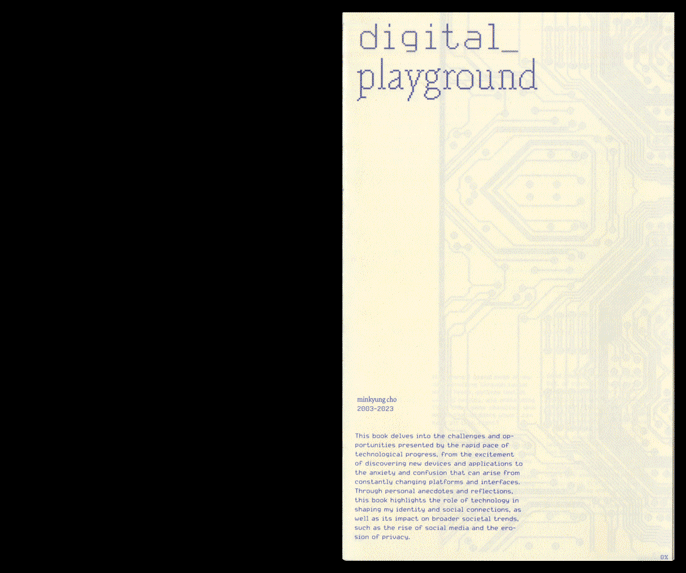 digital_
playground
minkyung cho
2003-2023
This book delves into the challenges and op-
portunities presented by the rapid pace of
technological progress, from the excitement
of discovering new devices and applications to
the anxiety and confusion that can arise from
constantly changing platforms and interfaces.
Through personal anecdotes and reflections,
this book highlights the role of technology in
shaping my identity and social connections, as
well as its impact on broader societal trends,
such as the rise of social media and the ero-
sion of privacy.
0%